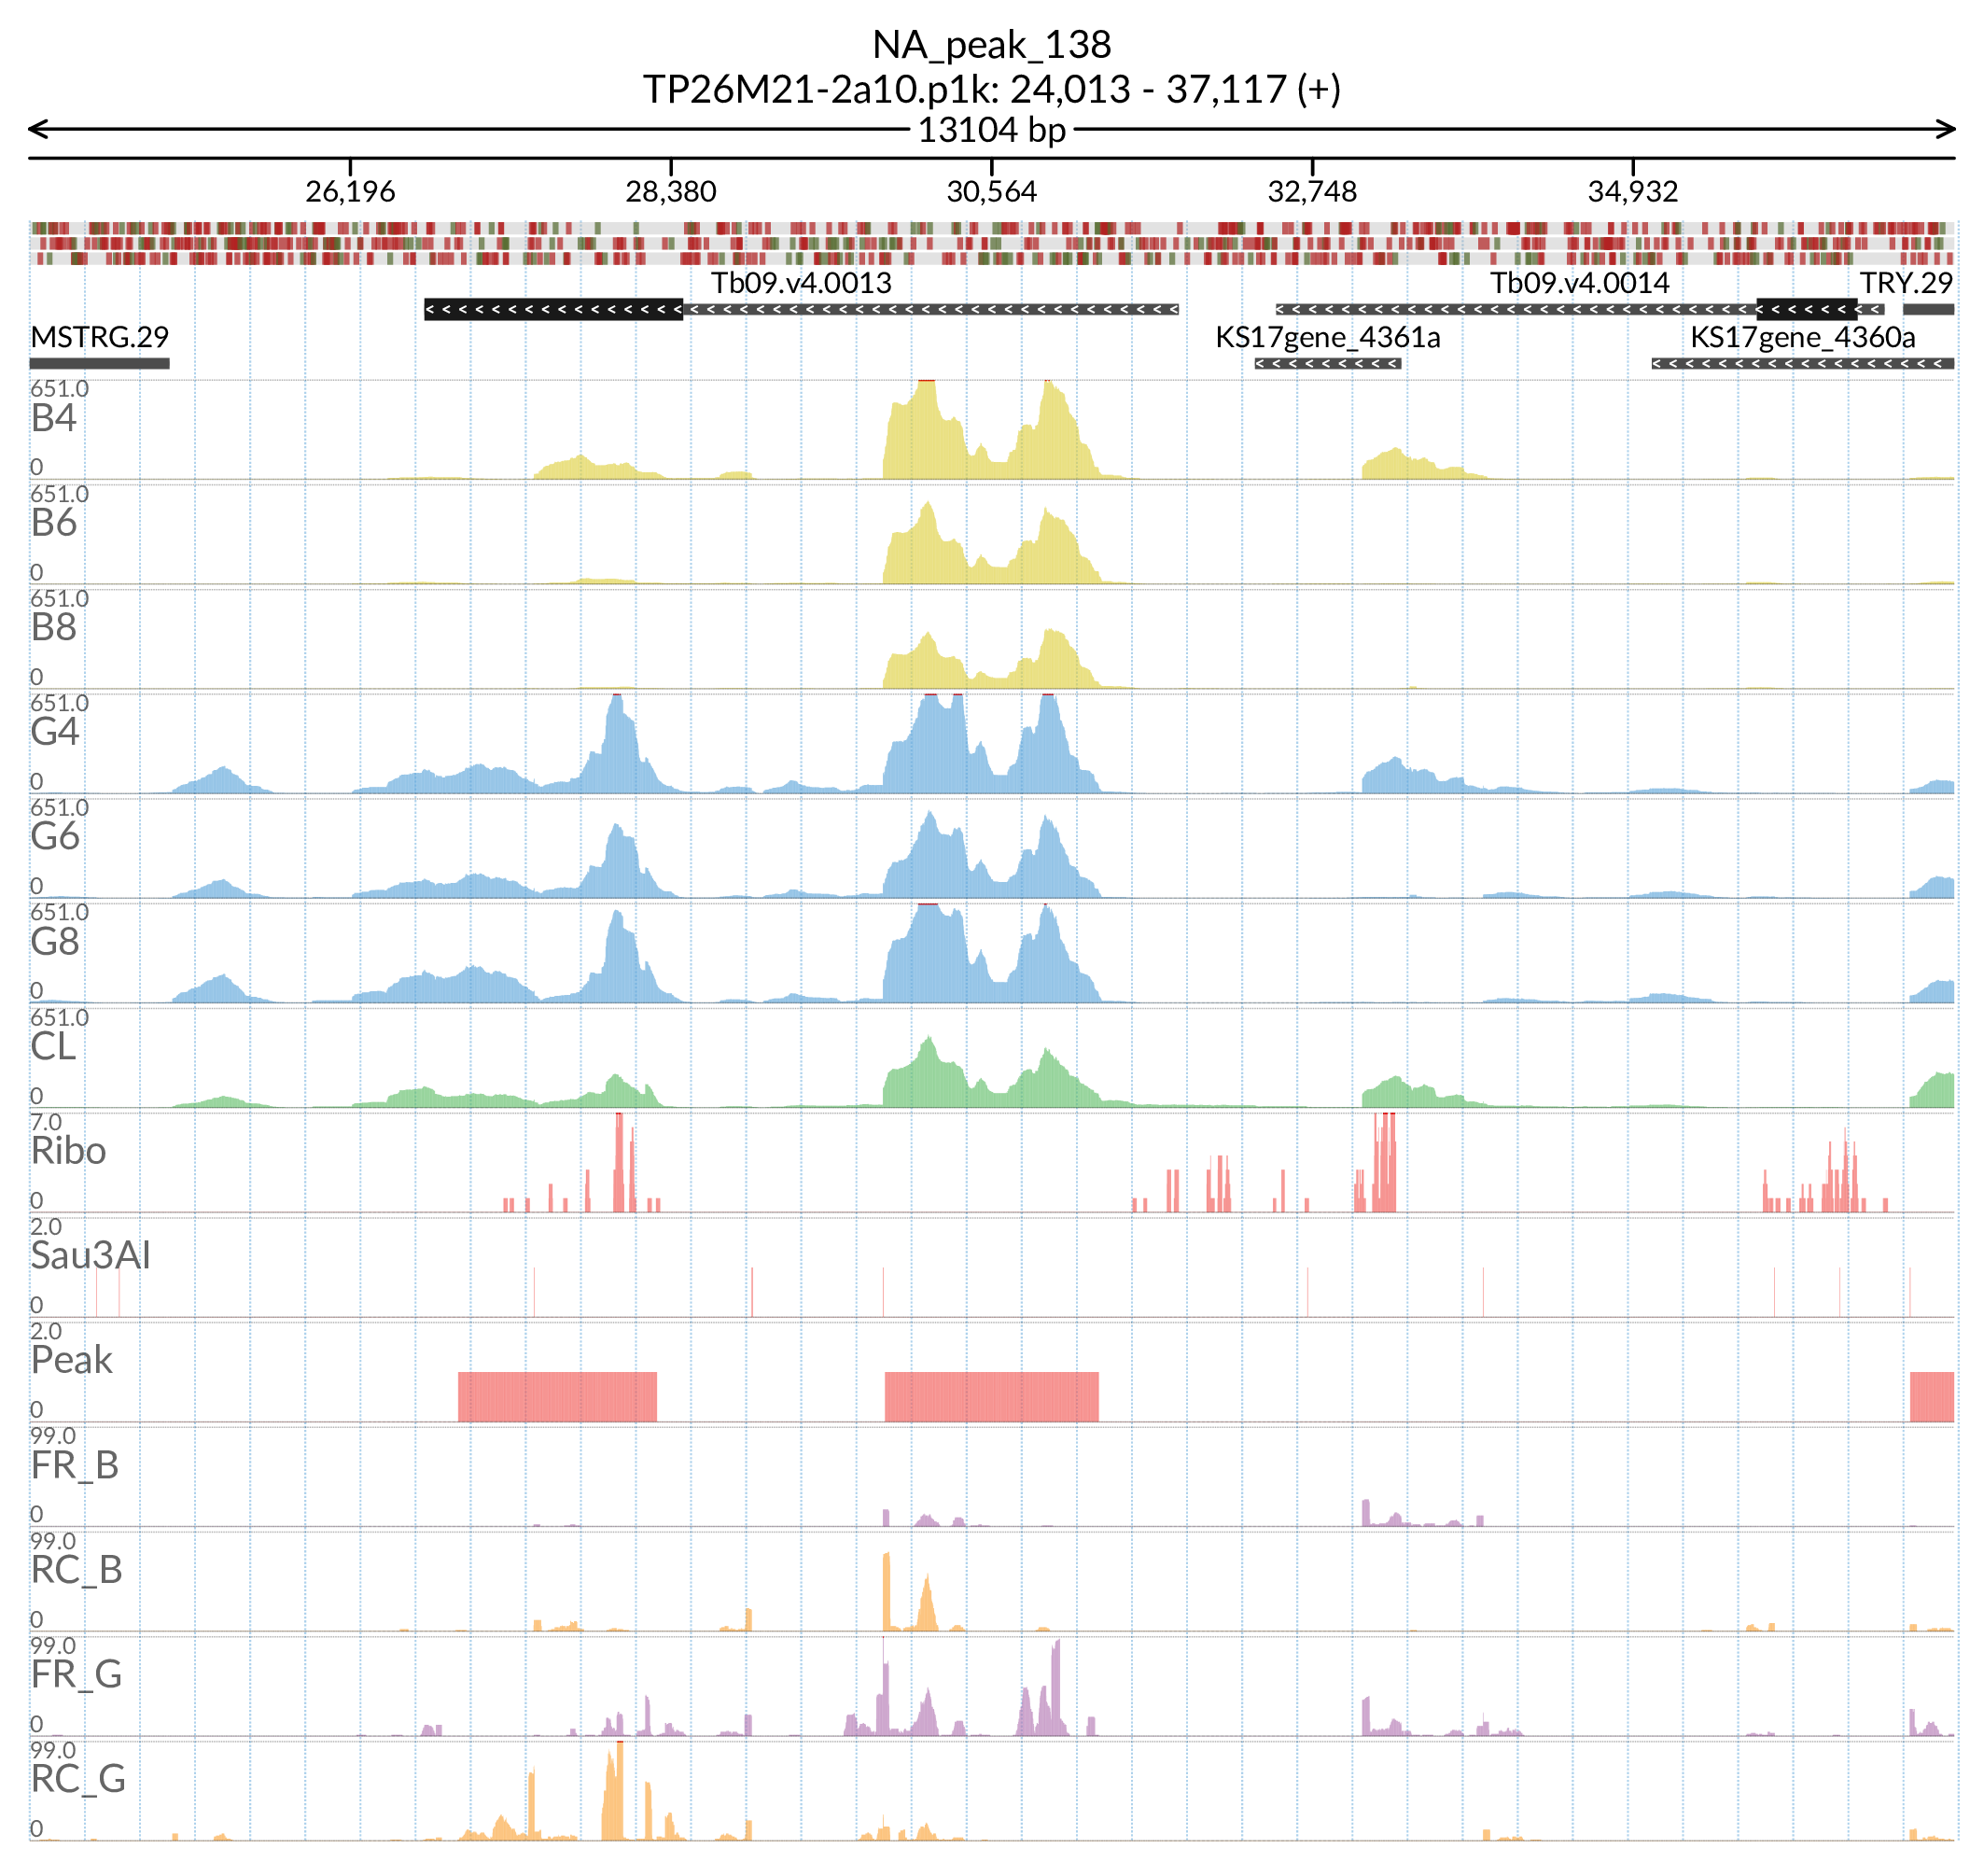 NA_peak_138
TP26M21-2a10.p1k: 24,013 - 37,117 (+)
13104 bp
26,196 28,380 30,564 32,748 34,932
Tb09.v4.0013 Tb09.v4.0014 TRY.29
MSTRG.29 KS17gene_4361a KS17gene_4360a
651.0
B4
0
651.0
B6
0
651.0
B8
0
651.0
G4
0
651.0
G6
0
651.0
G8
0
651.0
CL
0
7.0
Ribo
0
2.0
Sau3AI
0
2.0
Peak
0
99.0
FR_B
0
99.0
RC_B
0
99.0
FR_G
0
99.0
RC_G
0